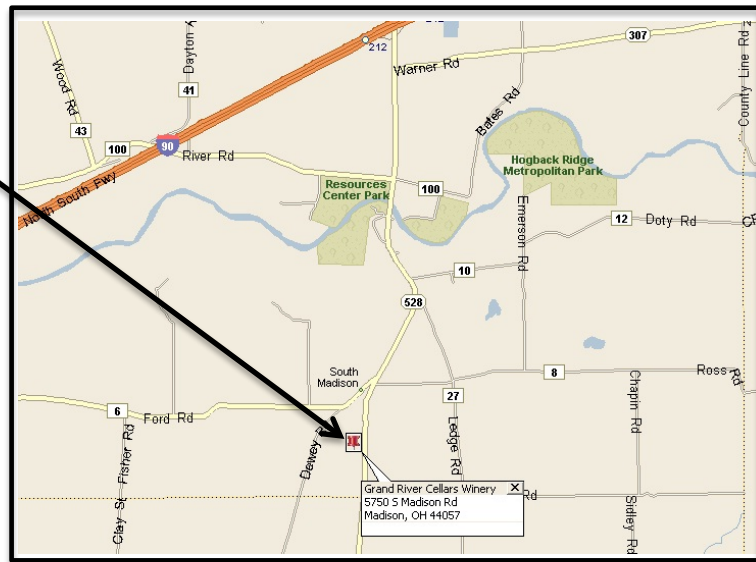 212
212
307
Dayton
Wood Rd
Warner Rd
County Line Rd
41
43
Bates Rd
100
90
River Rd
Hogback Ridge
Metropolitan Park
Resources
Center Park
100
North South Fwy
Emerson Rd
12
Doty Rd
10
528
South
Madison
8
Ross Rd
Chapin Rd
27
6
Ford Rd
Clay St
Fisher Rd
Dewey
Ledge Rd
Grand River Cellars Winery X
5750 S Madison Rd
Madison, OH 44057
Rd
Sidley Rd